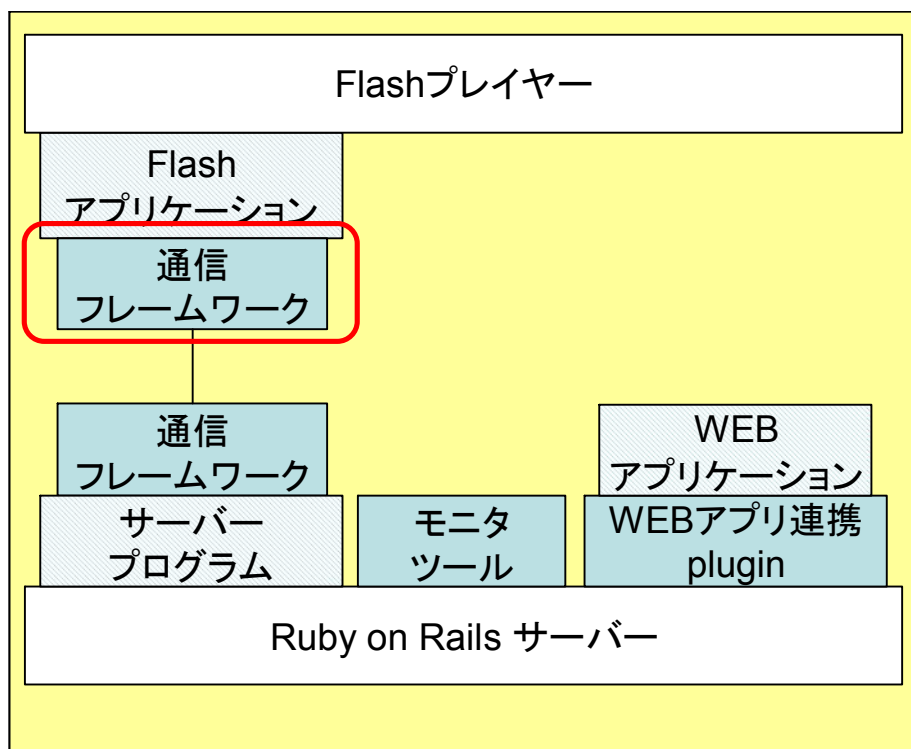 Flashプレイヤー
Flash
アプリケーション
通信
フレームワーク
通信
フレームワーク
WEB
アプリケーション
サーバー
プログラム
モニタ
ツール
WEBアプリ連携
plugin
Ruby on Rails サーバー